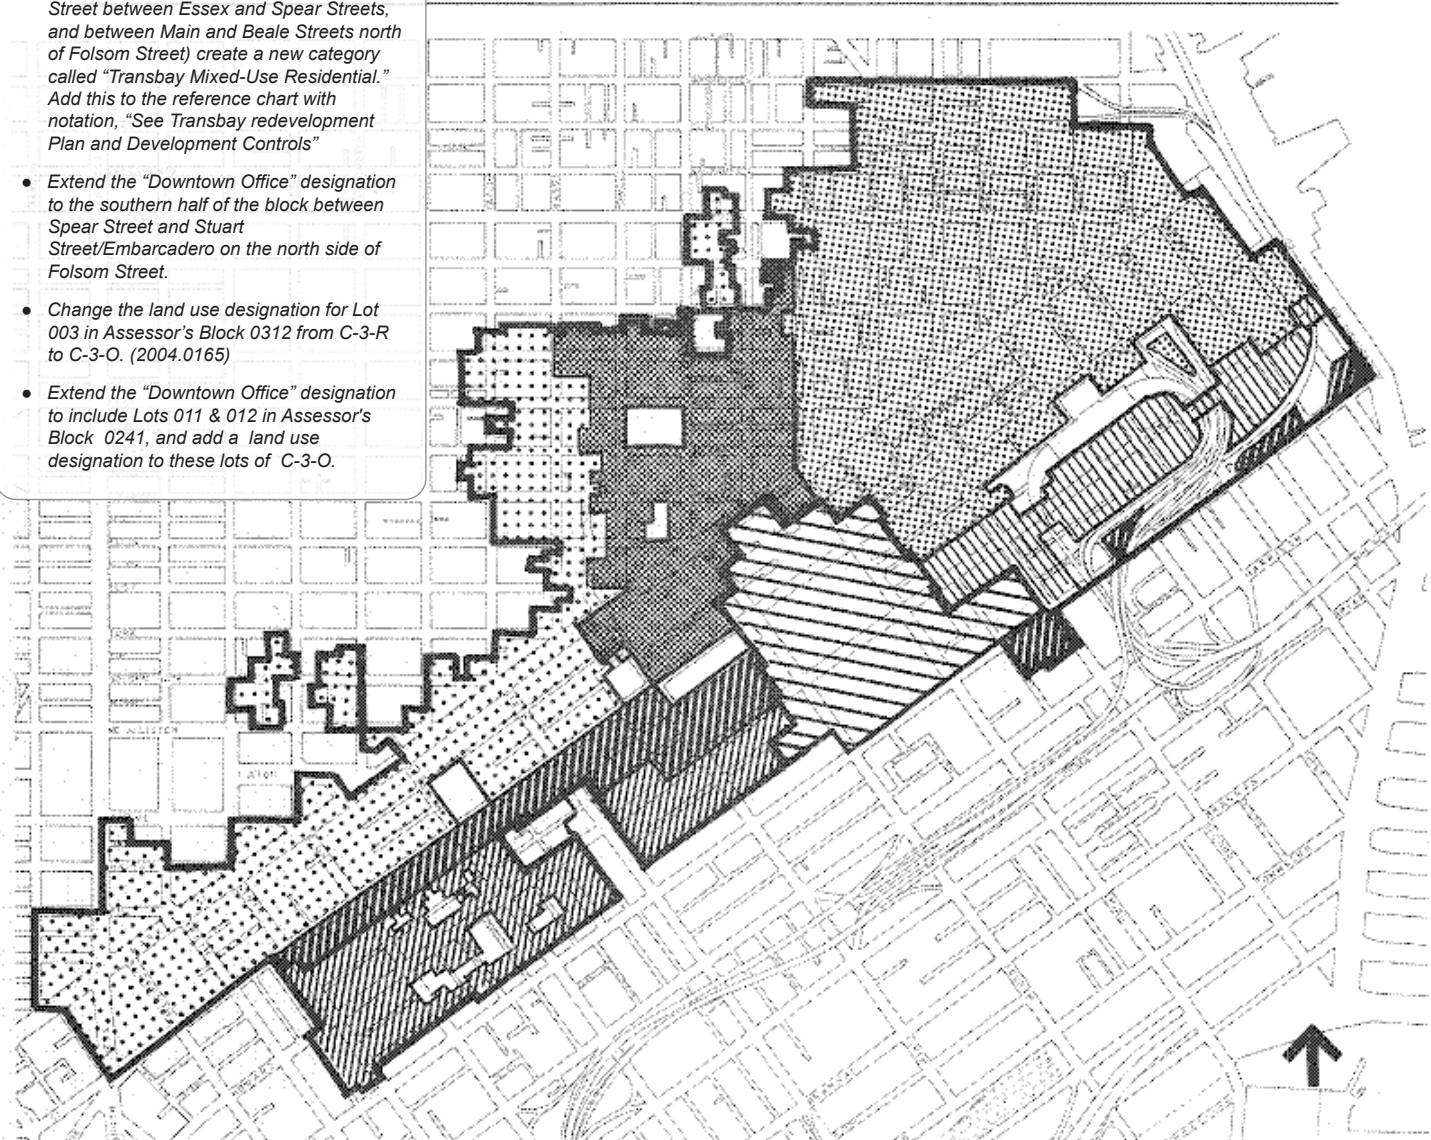 Street between Essex and Spear Streets,
and between Main and Beale Streets north
of Folsom Street) create a new category
called “Transbay Mixed-Use Residential.”
Add this to the reference chart with
notation, “See Transbay redevelopment
Plan and Development Controls”
● Extend the “Downtown Office” designation
to the southern half of the block between
Spear Street and Stuart
Street/Embarcadero on the north side of
Folsom Street.
● Change the land use designation for Lot
003 in Assessor’s Block 0312 from C-3-R
to C-3-O. (2004.0165)
● Extend the “Downtown Office” designation
to include Lots 011 & 012 in Assessor's
Block 0241, and add a land use
designation to these lots of C-3-O.